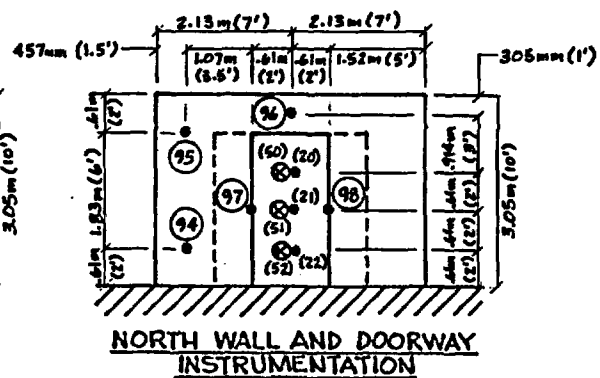 2.13m(7') 2.13m(7')
457mm (1.5') 1.07m .61m .61m 1.52m(5') 305mm(1')
(3.5') (2') (2')
.61m
(2')
96
95
3.05m(10')
1.83m(6')
(50) (20)
.914m
(3')
97 98
(21)
(51)
.61m
(2')
.61m
(2')
3.05m(10')
94
.61m
(2')
(52) (22)
.61m
(2')
NORTH WALL AND DOORWAY
INSTRUMENTATION